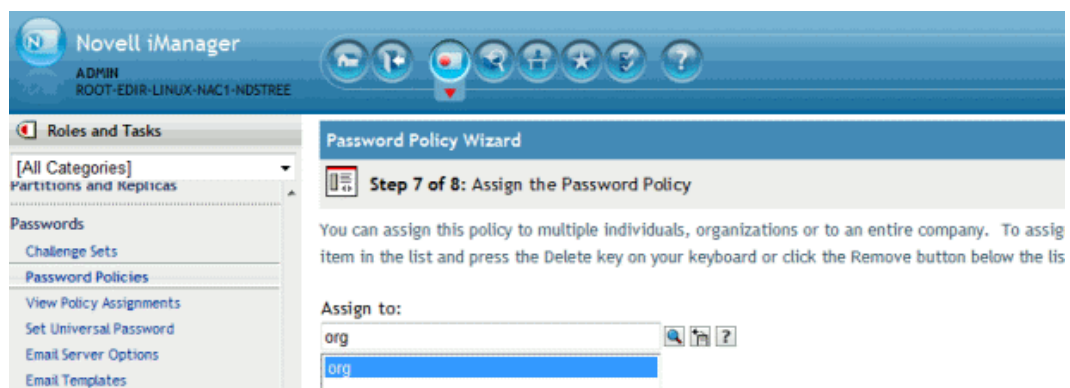 Novell iManager
ADMIN
ROOT-EDIR-LINUX-NAC1-NDSTREE
Roles and Tasks
[All Categories]
Partitions and Replicas
Passwords
Challenge Sets
Password Policies
View Policy Assignments
Set Universal Password
Email Server Options
Email Templates
Password Policy Wizard
Step 7 of 8: Assign the Password Policy
You can assign this policy to multiple individuals, organizations or to an entire company. To assig
item in the list and press the Delete key on your keyboard or click the Remove button below the lis
Assign to:
org
?
org